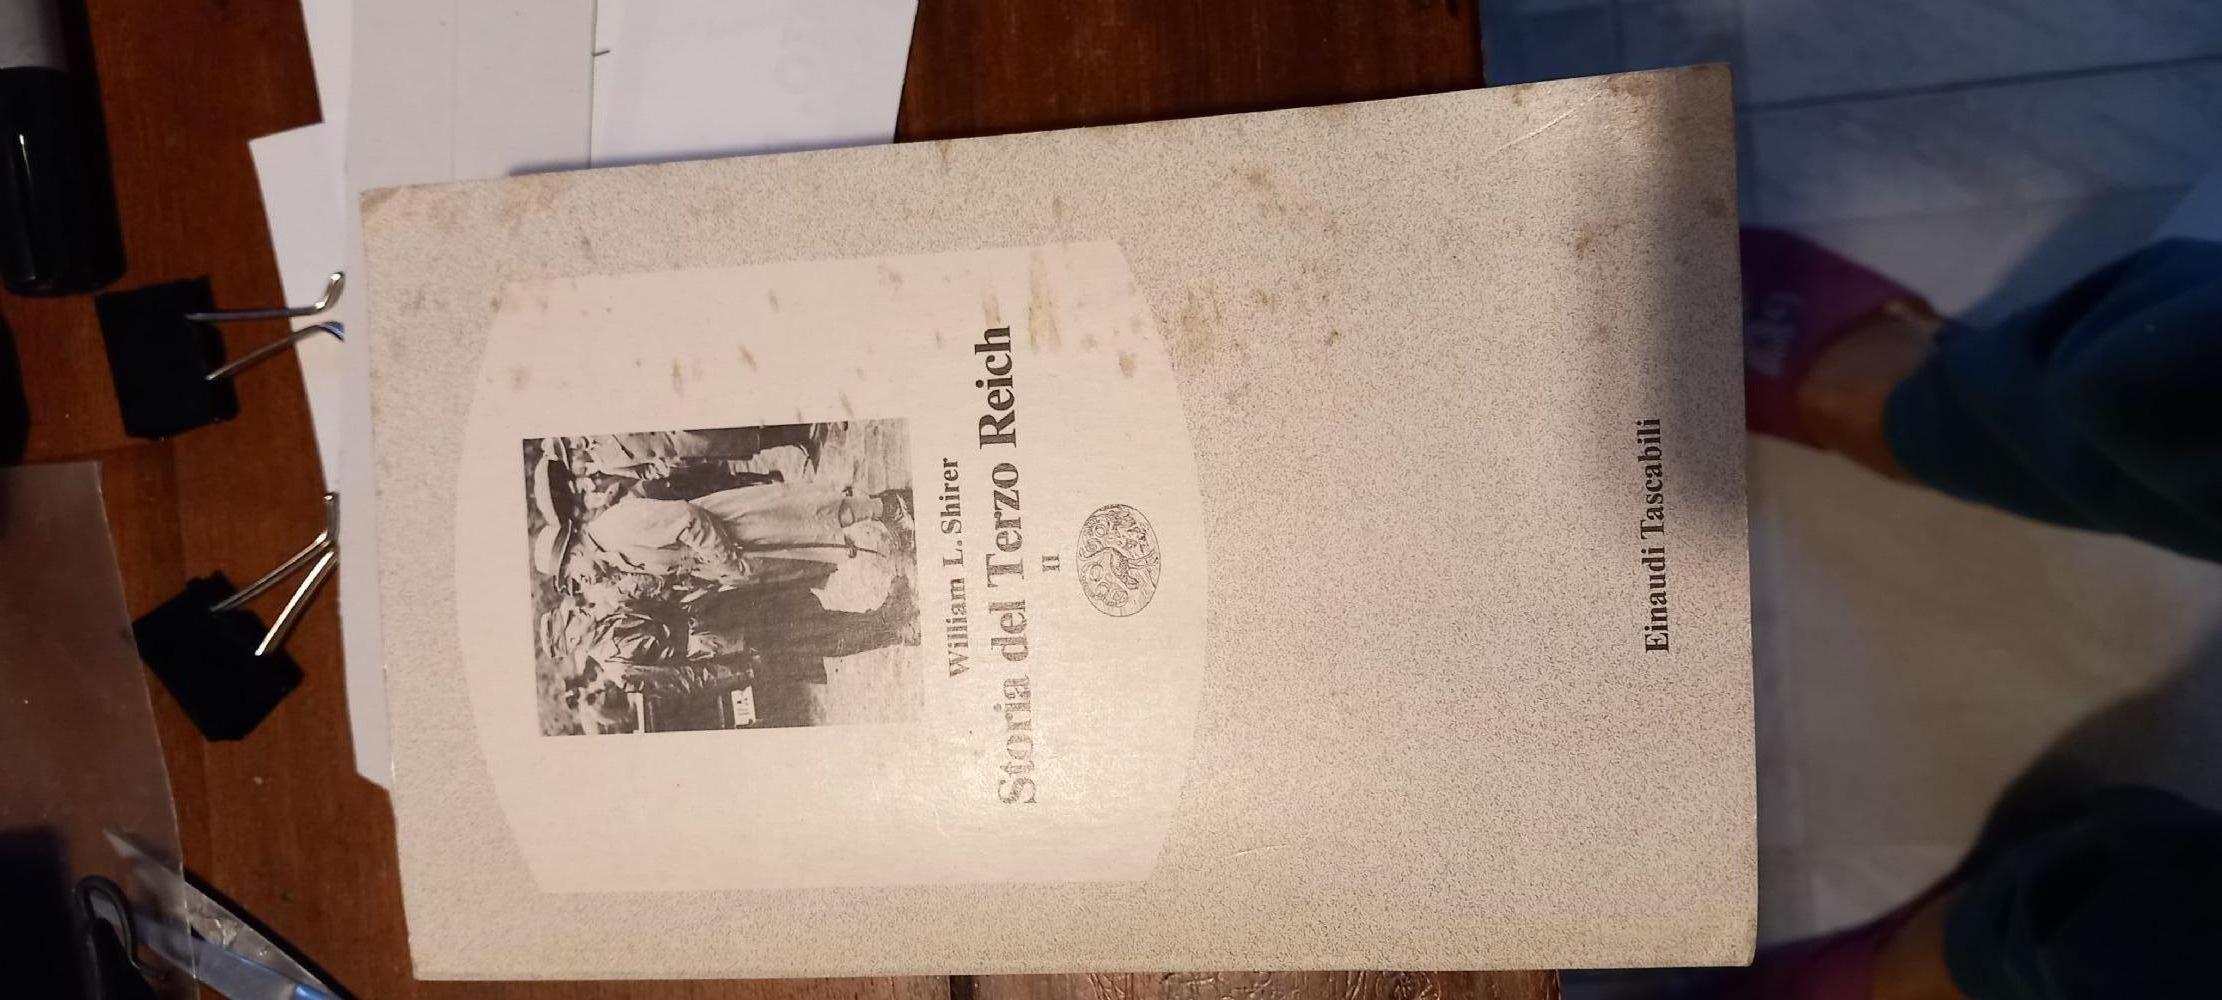 William L. Shirer
Storia del Terzo Reich
II
Einaudi Tascabili